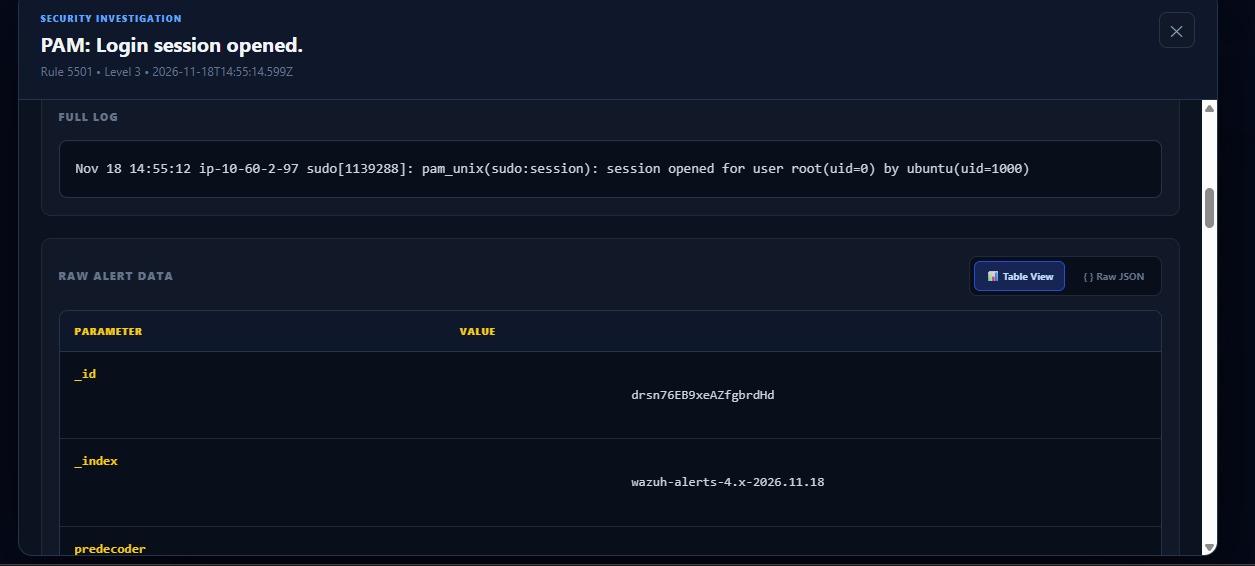 SECURITY INVESTIGATION
PAM: Login session opened.
Rule 5501 • Level 3 • 2026-11-18T14:55:14.599Z
FULL LOG
Nov 18 14:55:12 ip-10-60-2-97 sudo[1139288]: pam_unix(sudo:session): session opened for user root(uid=0) by ubuntu(uid=1000)
RAW ALERT DATA
Table View
{ } Raw JSON
PARAMETER VALUE
_id
drsn76EB9xeAZfgbrdHd
_index
wazuh-alerts-4.x-2026.11.18
predecoder